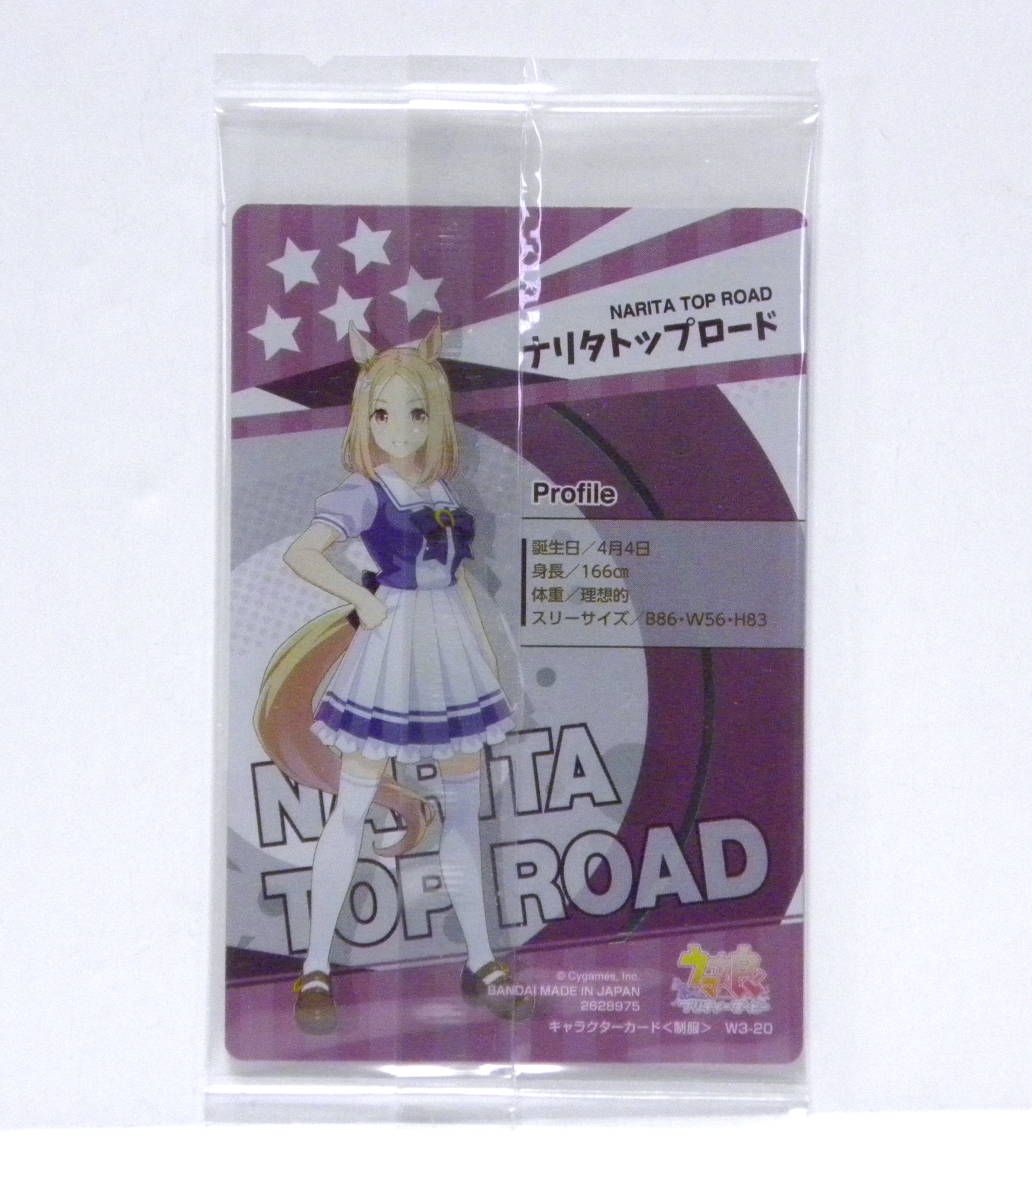 NARITA TOP ROAD
ナリタトップロード
Profile
誕生日/4月4日
身長/166㎝
体重/理想的
スリーサイズ/B86・W56・H83
NARITA
TOP ROAD
© Cygames, Inc.
BANDAI MADE IN JAPAN
2628975
ウマ娘
キャラクターカード<制服> W3-20